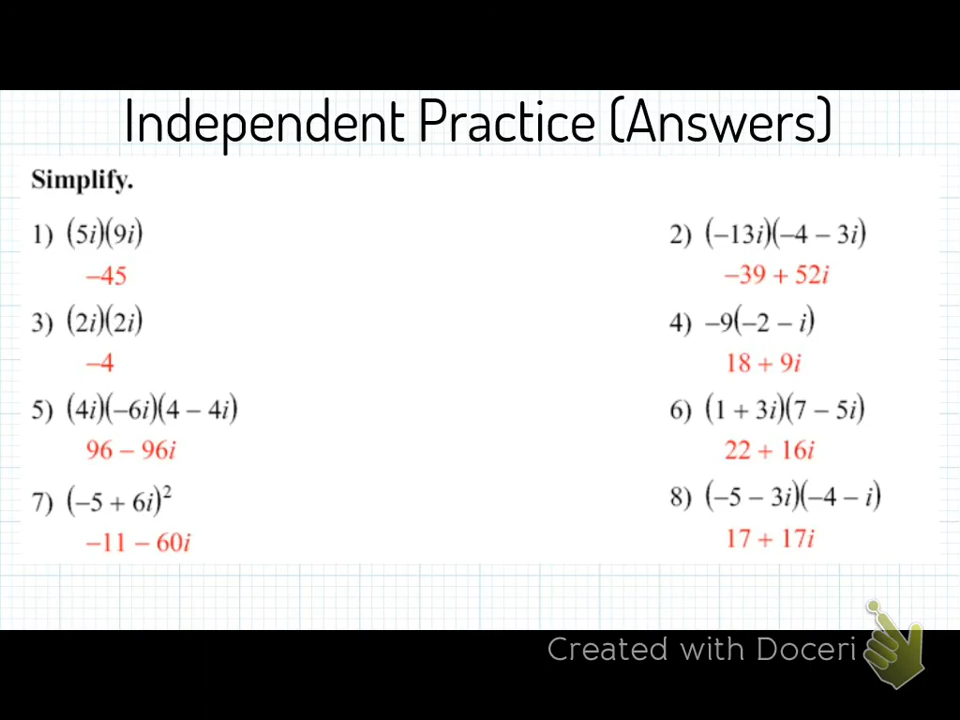 Independent Practice (Answers)
Simplify.
1) (5i)(9i)
−45
2) (−13i)(−4 − 3i)
−39 + 52i
3) (2i)(2i)
−4
4) −9(−2 − i)
18 + 9i
5) (4i)(−6i)(4 − 4i)
96 − 96i
6) (1 + 3i)(7 − 5i)
22 + 16i
7) (−5 + 6i)²
−11 − 60i
8) (−5 − 3i)(−4 − i)
17 + 17i
Created with Doceri